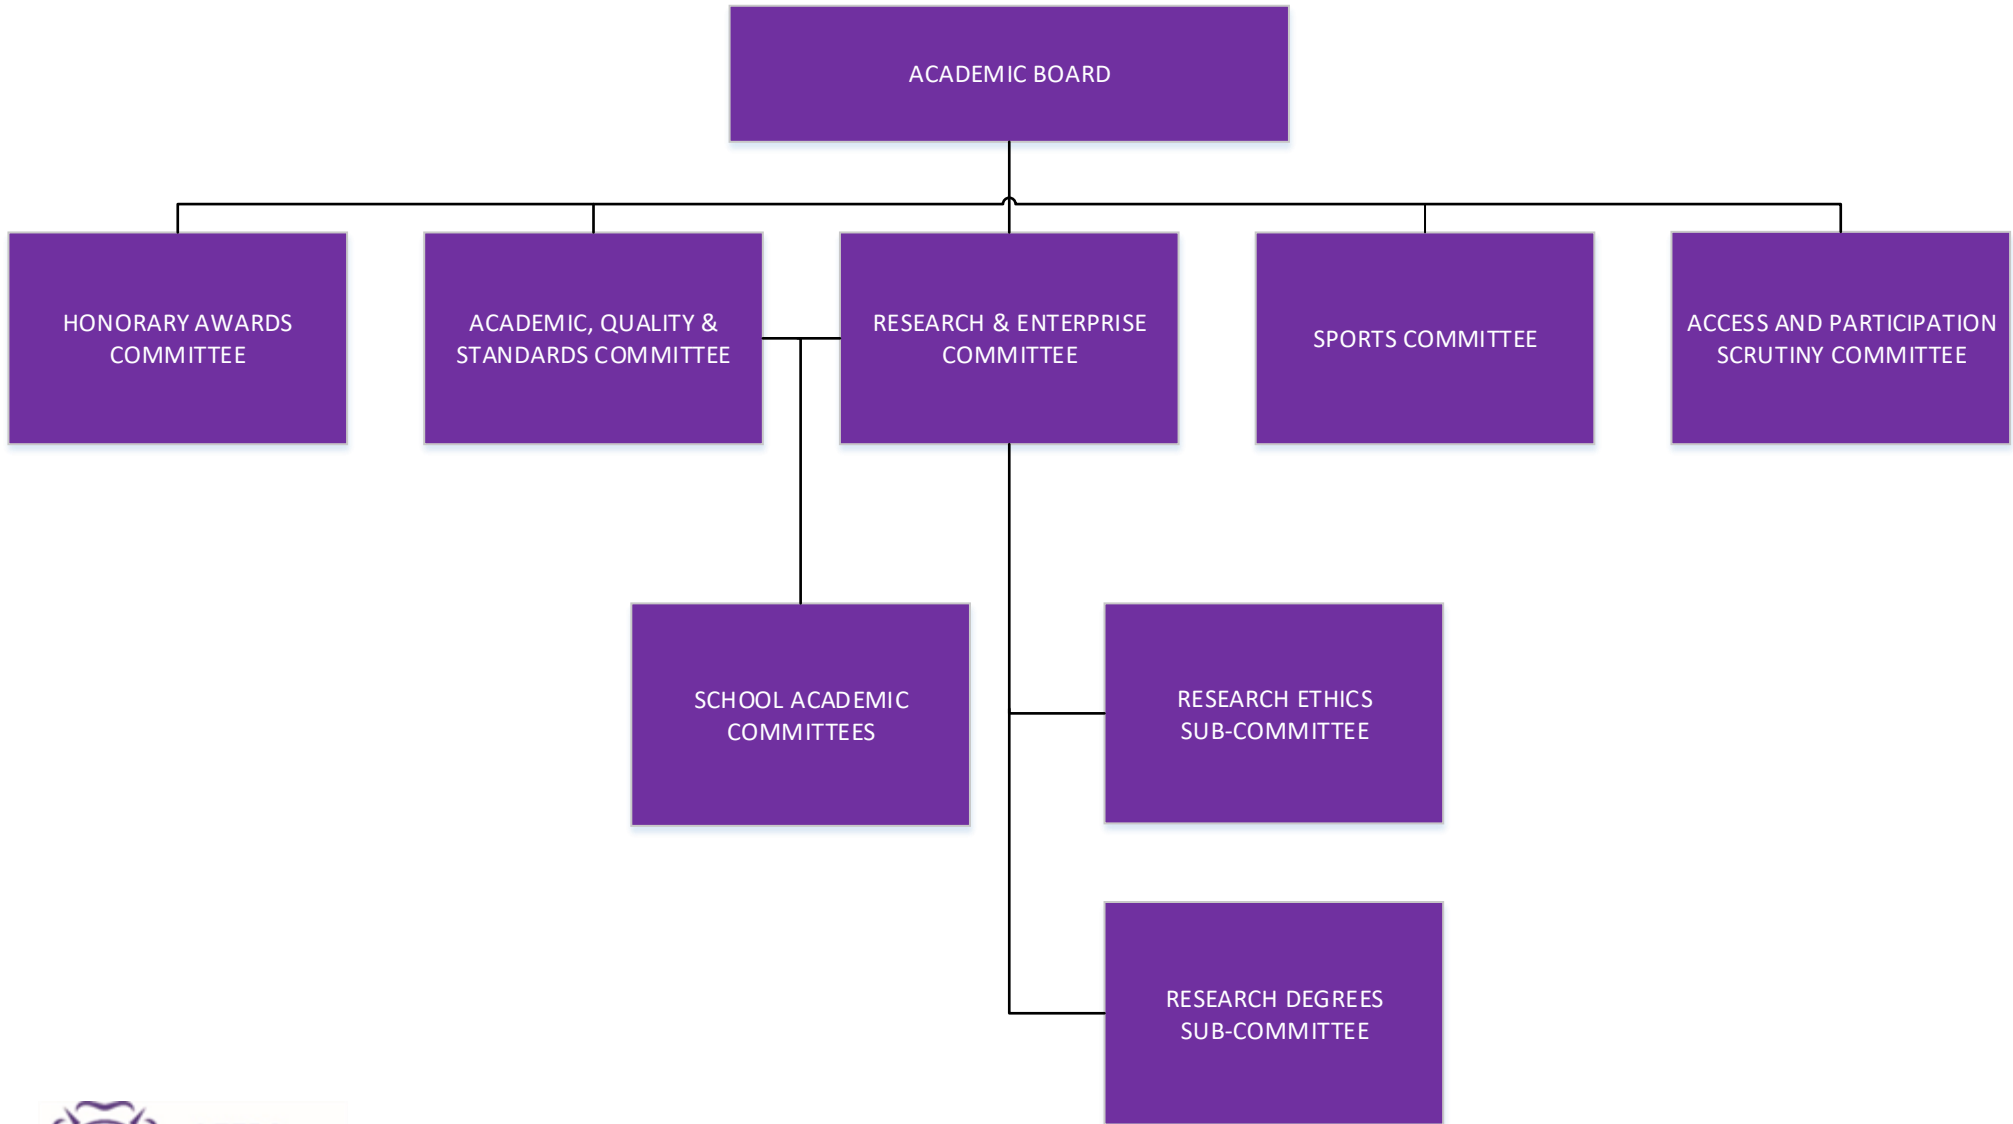 ACADEMIC BOARD
HONORARY AWARDS
COMMITTEE
ACADEMIC, QUALITY &
STANDARDS COMMITTEE
RESEARCH & ENTERPRISE
COMMITTEE
SPORTS COMMITTEE
ACCESS AND PARTICIPATION
SCRUTINY COMMITTEE
SCHOOL ACADEMIC
COMMITTEES
RESEARCH ETHICS
SUB-COMMITTEE
RESEARCH DEGREES
SUB-COMMITTEE